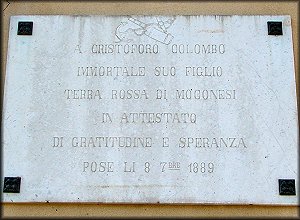 A CRISTOFORO COLOMBO
IMMORTALE SUO FIGLIO
TERRA ROSSA DI MOCONESI
IN ATTESTATO
DI GRATITUDINE E SPERANZA
POSE LI 8 7BRE 1889